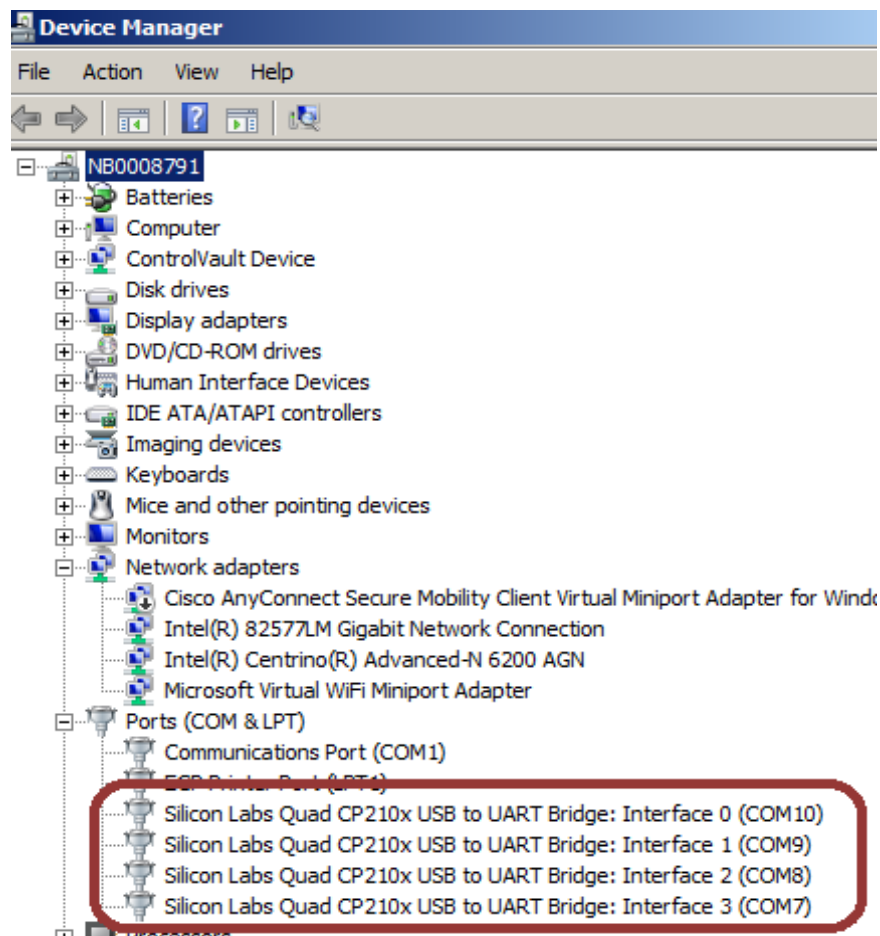 Device Manager
File Action View Help
NB0008791
Batteries
Computer
ControlVault Device
Disk drives
Display adapters
DVD/CD-ROM drives
Human Interface Devices
IDE ATA/ATAPI controllers
Imaging devices
Keyboards
Mice and other pointing devices
Monitors
Network adapters
Cisco AnyConnect Secure Mobility Client Virtual Miniport Adapter for Windo
Intel(R) 82577LM Gigabit Network Connection
Intel(R) Centrino(R) Advanced-N 6200 AGN
Microsoft Virtual WiFi Miniport Adapter
Ports (COM & LPT)
Communications Port (COM1)
ECP Printer Port (LPT1)
Silicon Labs Quad CP210x USB to UART Bridge: Interface 0 (COM10)
Silicon Labs Quad CP210x USB to UART Bridge: Interface 1 (COM9)
Silicon Labs Quad CP210x USB to UART Bridge: Interface 2 (COM8)
Silicon Labs Quad CP210x USB to UART Bridge: Interface 3 (COM7)
Processors